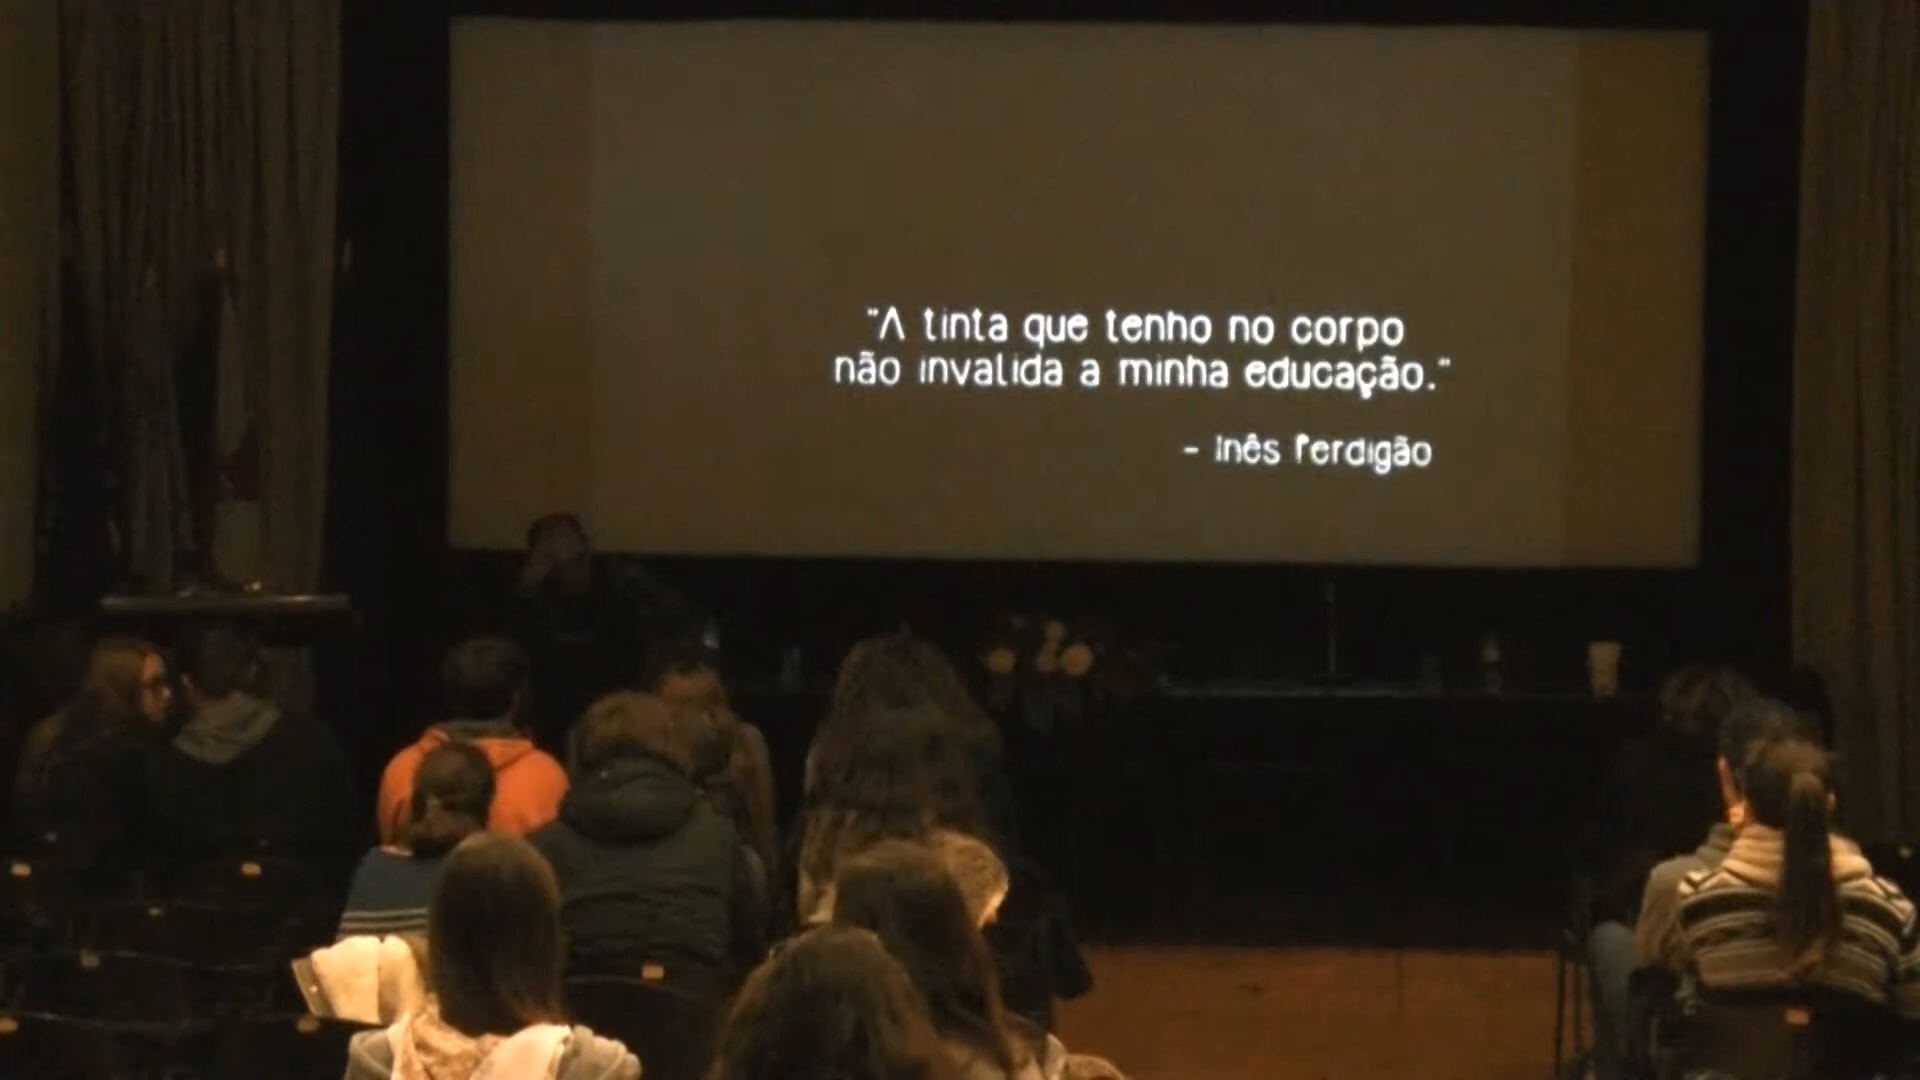 "A tinta que tenho no corpo
não invalida a minha educação."
- Inês Perdigão